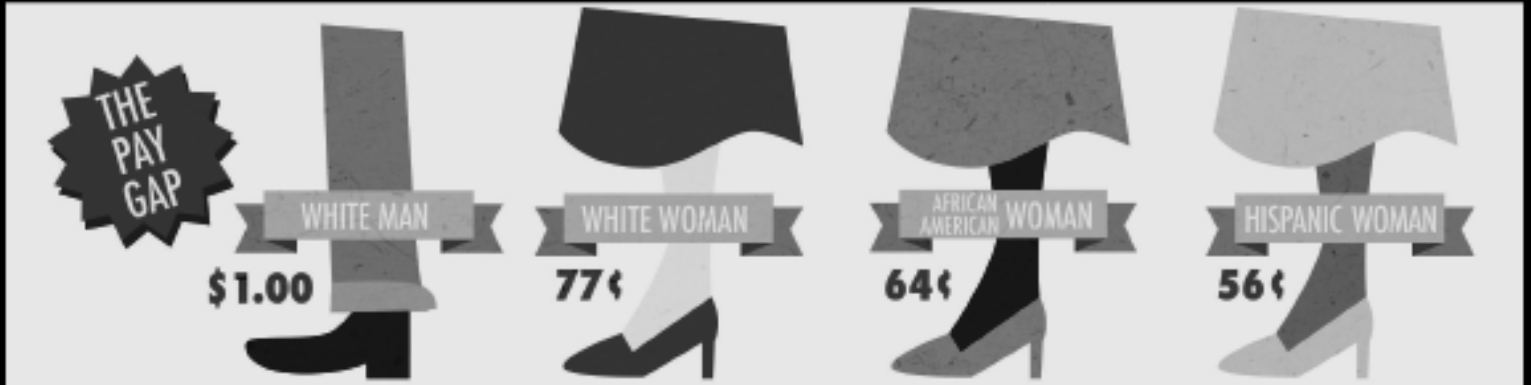 THE
PAY
GAP
WHITE MAN
$1.00
WHITE WOMAN
77¢
AFRICAN
AMERICAN WOMAN
64¢
HISPANIC WOMAN
56¢